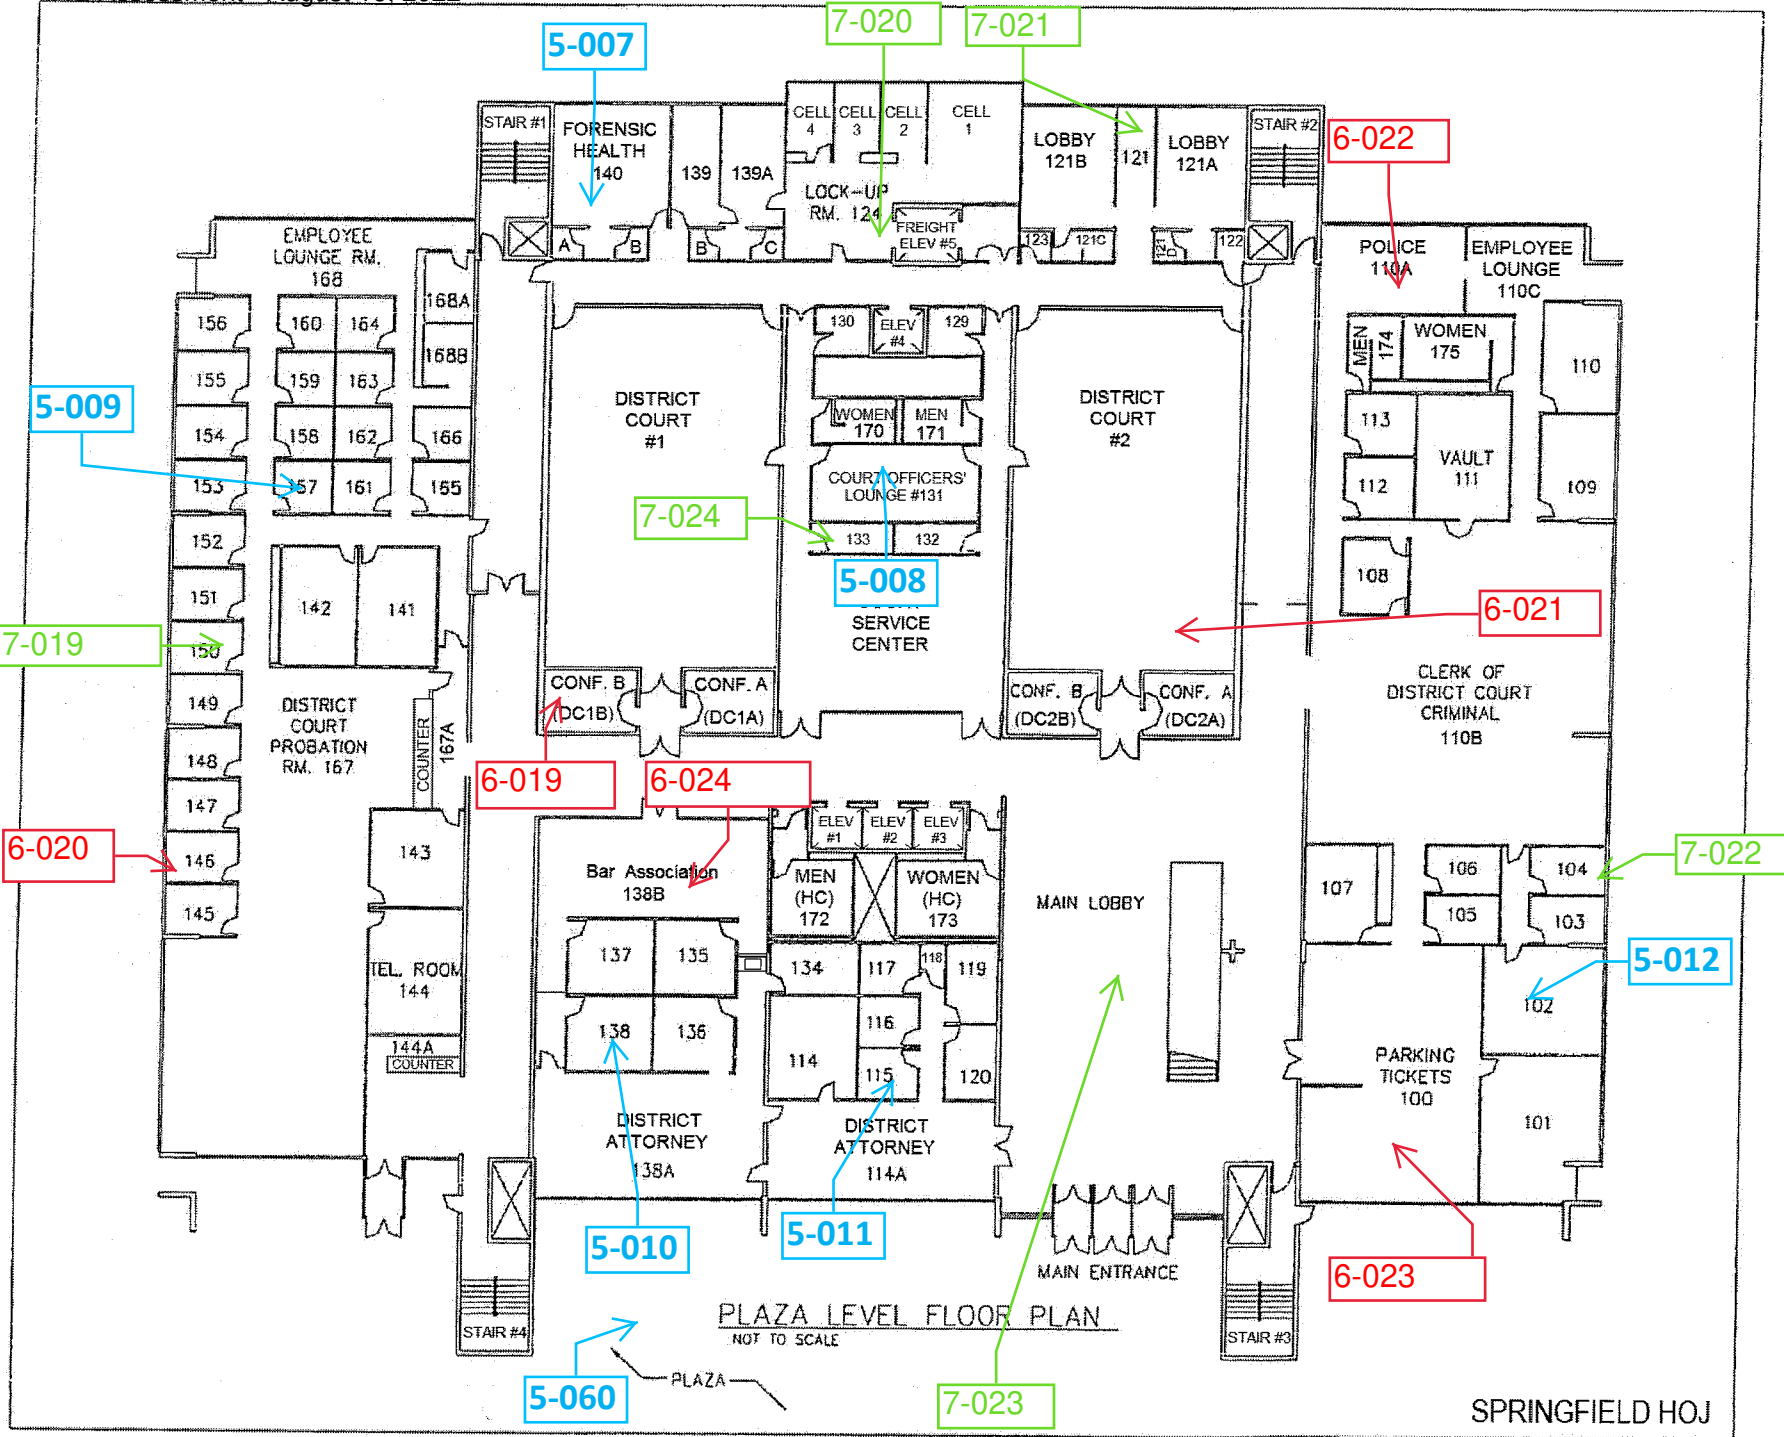 August
7-020
7-021
5-007
STAIR #1
FORENSIC
HEALTH
140
139
139A
CELL
4
CELL
3
CELL
2
CELL
1
LOBBY
121B
121
LOBBY
121A
STAIR #2
6-022
LOCK-UP
RM. 124
FREIGHT
ELEV #5
A
B
B
C
123
121C
121
D
122
EMPLOYEE
LOUNGE RM.
168
168A
168B
POLICE
110A
EMPLOYEE
LOUNGE
110C
156
160
164
155
159
163
154
158
162
166
153
157
161
165
5-009
130
ELEV
#4
129
MEN
174
WOMEN
175
110
DISTRICT
COURT
#1
WOMEN
170
MEN
171
DISTRICT
COURT
#2
113
112
VAULT
111
109
COURT OFFICERS'
LOUNGE #131
7-024
133
132
5-008
SERVICE
CENTER
152
151
150
149
148
147
146
145
142
141
108
7-019
6-021
DISTRICT
COURT
PROBATION
RM. 167
COUNTER
167A
CONF. B
(DC1B)
CONF. A
(DC1A)
CONF. B
(DC2B)
CONF. A
(DC2A)
CLERK OF
DISTRICT COURT
CRIMINAL
110B
6-019
6-024
6-020
143
ELEV
#1
ELEV
#2
ELEV
#3
Bar Association
138B
MEN
(HC)
172
WOMEN
(HC)
173
MAIN LOBBY
107
106
105
104
103
7-022
TEL. ROOM
144
137
135
134
117
118
119
5-012
102
144A
COUNTER
138
136
114
116
115
120
PARKING
TICKETS
100
101
DISTRICT
ATTORNEY
138A
DISTRICT
ATTORNEY
114A
5-010
5-011
MAIN ENTRANCE
6-023
STAIR #4
PLAZA LEVEL FLOOR PLAN
NOT TO SCALE
STAIR #3
5-060
PLAZA
7-023
SPRINGFIELD HOJ